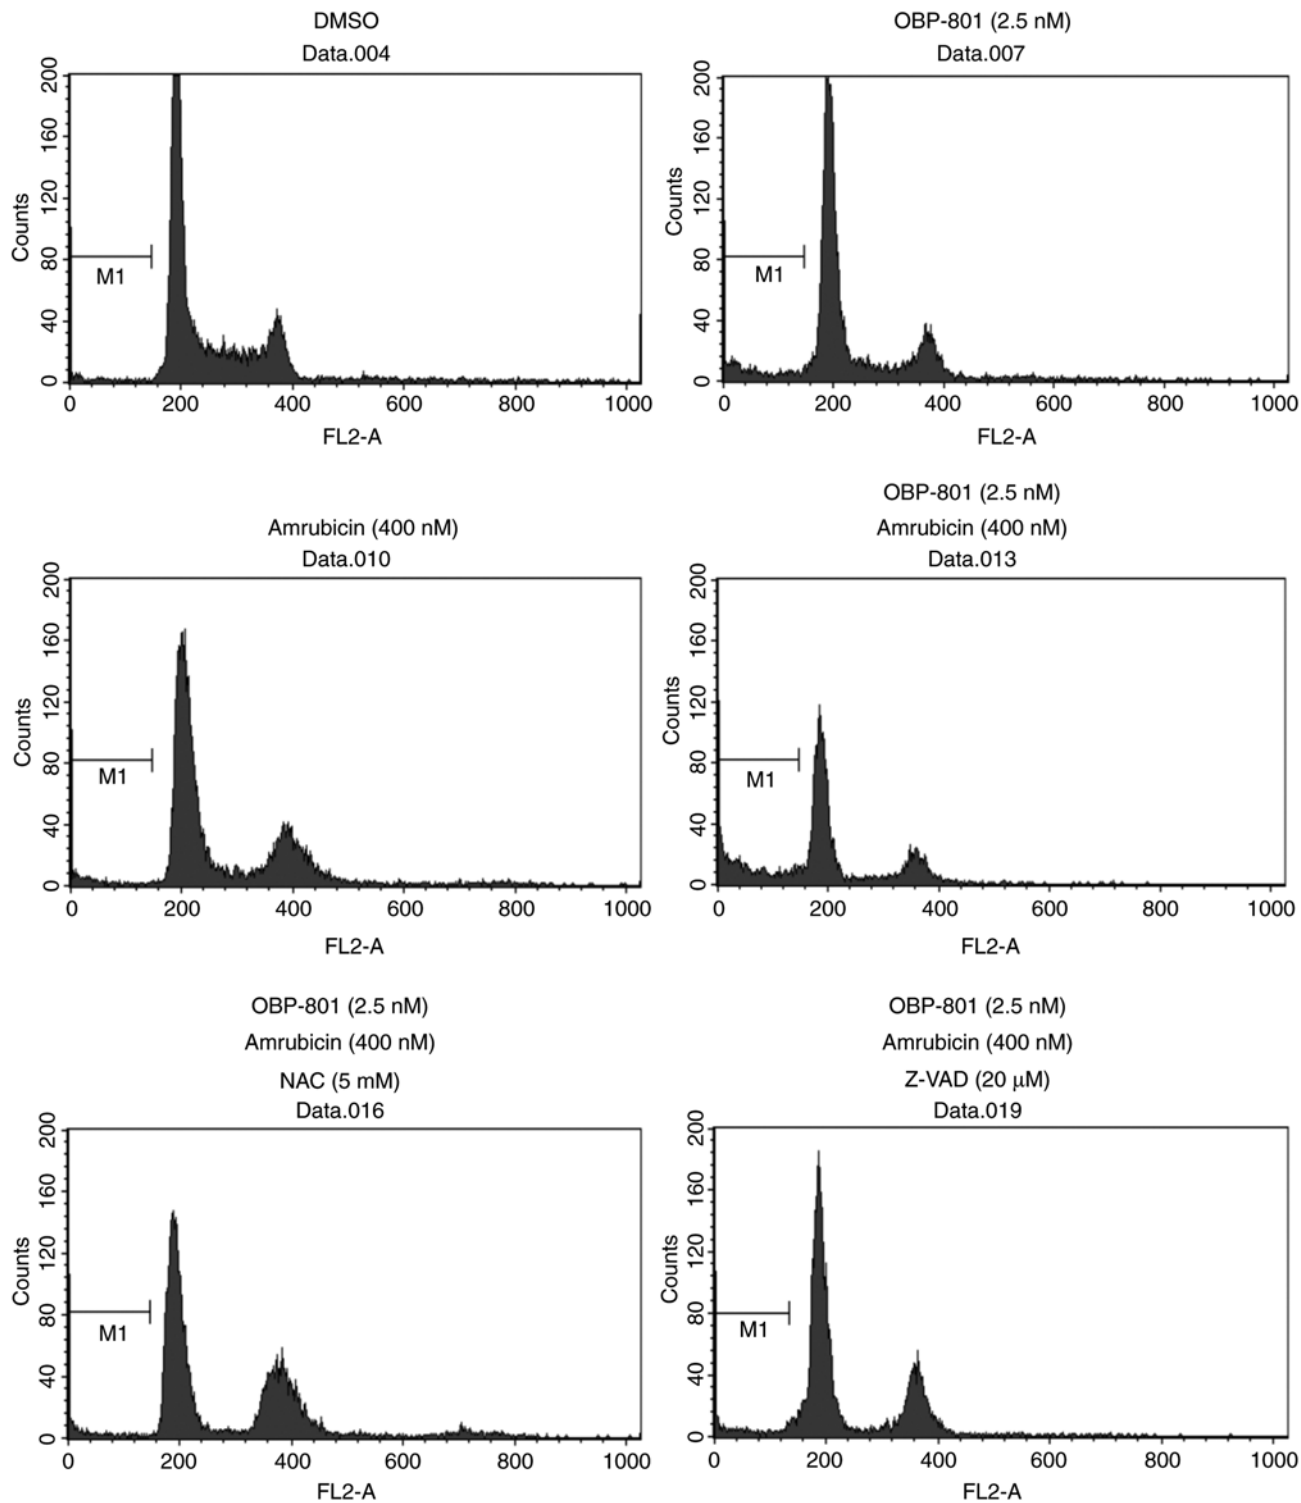 DMSO
Data.004
200
160
120
80
40
0
Counts
M1
0 200 400 600 800 1000
FL2-A
OBP-801 (2.5 nM)
Data.007
200
160
120
80
40
0
Counts
M1
0 200 400 600 800 1000
FL2-A
Amrubicin (400 nM)
Data.010
200
160
120
80
40
0
Counts
M1
0 200 400 600 800 1000
FL2-A
OBP-801 (2.5 nM)
Amrubicin (400 nM)
Data.013
200
160
120
80
40
0
Counts
M1
0 200 400 600 800 1000
FL2-A
OBP-801 (2.5 nM)
Amrubicin (400 nM)
NAC (5 mM)
Data.016
200
160
120
80
40
0
Counts
M1
0 200 400 600 800 1000
FL2-A
OBP-801 (2.5 nM)
Amrubicin (400 nM)
Z-VAD (20 μM)
Data.019
200
160
120
80
40
0
Counts
M1
0 200 400 600 800 1000
FL2-A